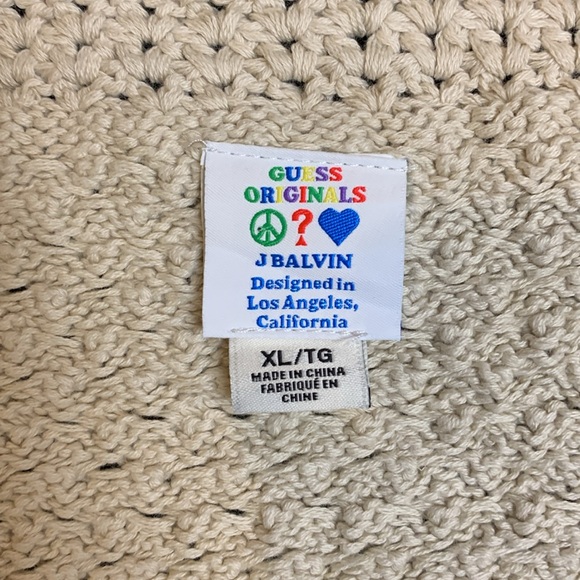 GUESS
ORIGINALS
?
J BALVIN
Designed in
Los Angeles,
California
XL/TG
MADE IN CHINA
FABRIQUÉ EN
CHINE